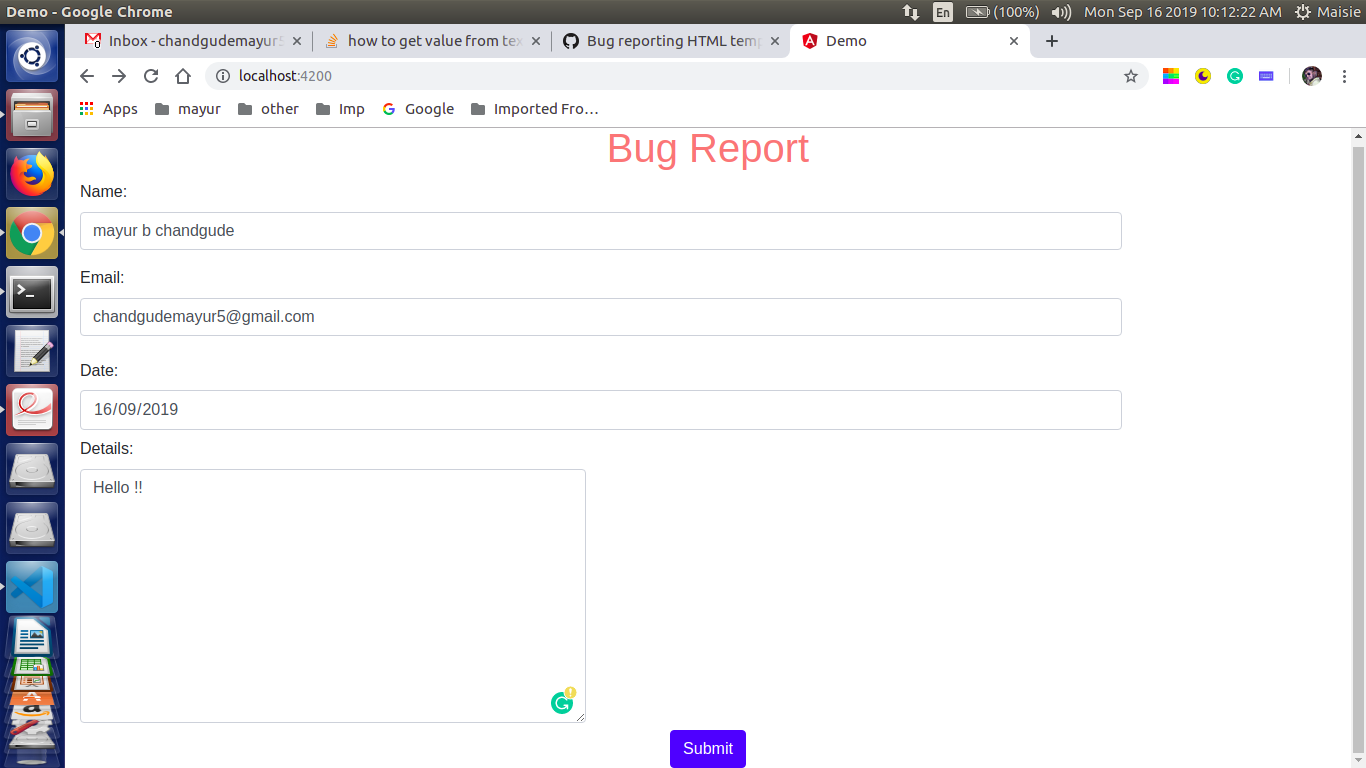 Demo - Google Chrome
En
(100%)
Mon Sep 16 2019 10:12:22 AM
Maisie
Inbox - chandgudemayur5
how to get value from tex
Bug reporting HTML temp
Demo
localhost:4200
Apps
mayur
other
Imp
Google
Imported Fro…
Bug Report
Name:
mayur b chandgude
Email:
chandgudemayur5@gmail.com
Date:
16/09/2019
Details:
Hello !!
Submit